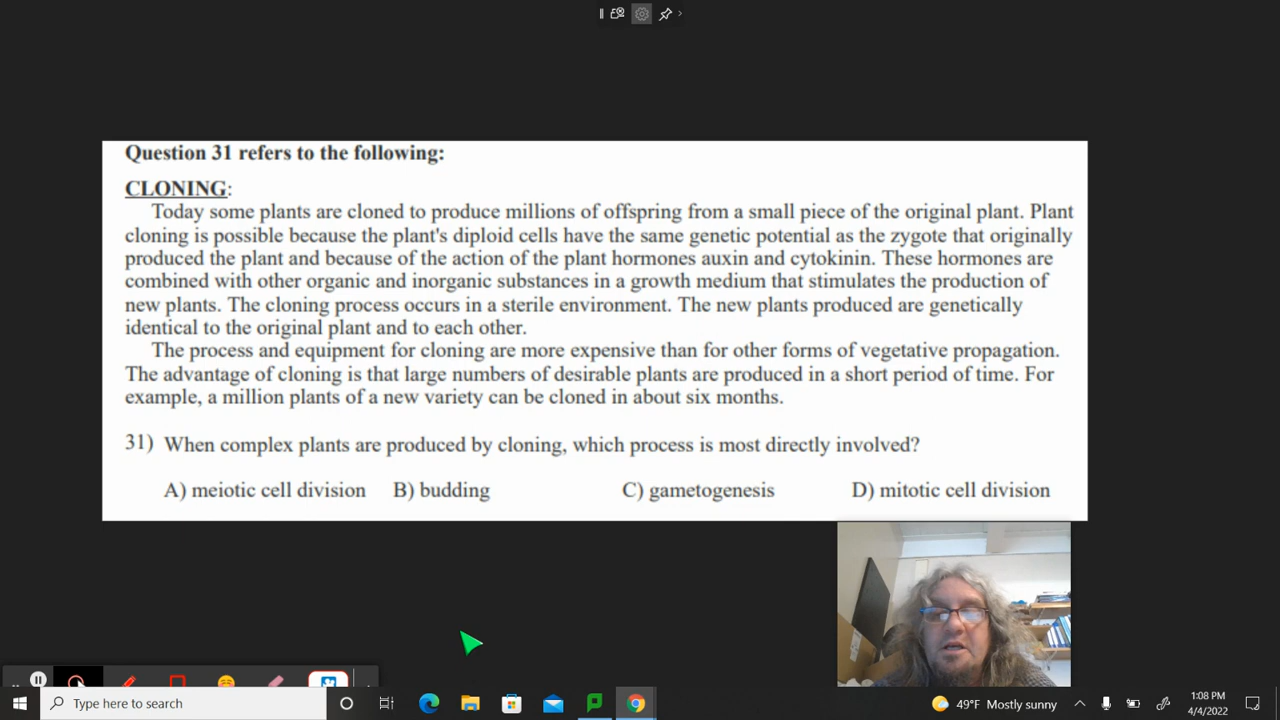 Question 31 refers to the following:
CLONING:
Today some plants are cloned to produce millions of offspring from a small piece of the original plant. Plant
cloning is possible because the plant's diploid cells have the same genetic potential as the zygote that originally
produced the plant and because of the action of the plant hormones auxin and cytokinin. These hormones are
combined with other organic and inorganic substances in a growth medium that stimulates the production of
new plants. The cloning process occurs in a sterile environment. The new plants produced are genetically
identical to the original plant and to each other.
The process and equipment for cloning are more expensive than for other forms of vegetative propagation.
The advantage of cloning is that large numbers of desirable plants are produced in a short period of time. For
example, a million plants of a new variety can be cloned in about six months.
31) When complex plants are produced by cloning, which process is most directly involved?
A) meiotic cell division B) budding C) gametogenesis D) mitotic cell division
Type here to search 49°F Mostly sunny 1:08 PM
4/4/2022